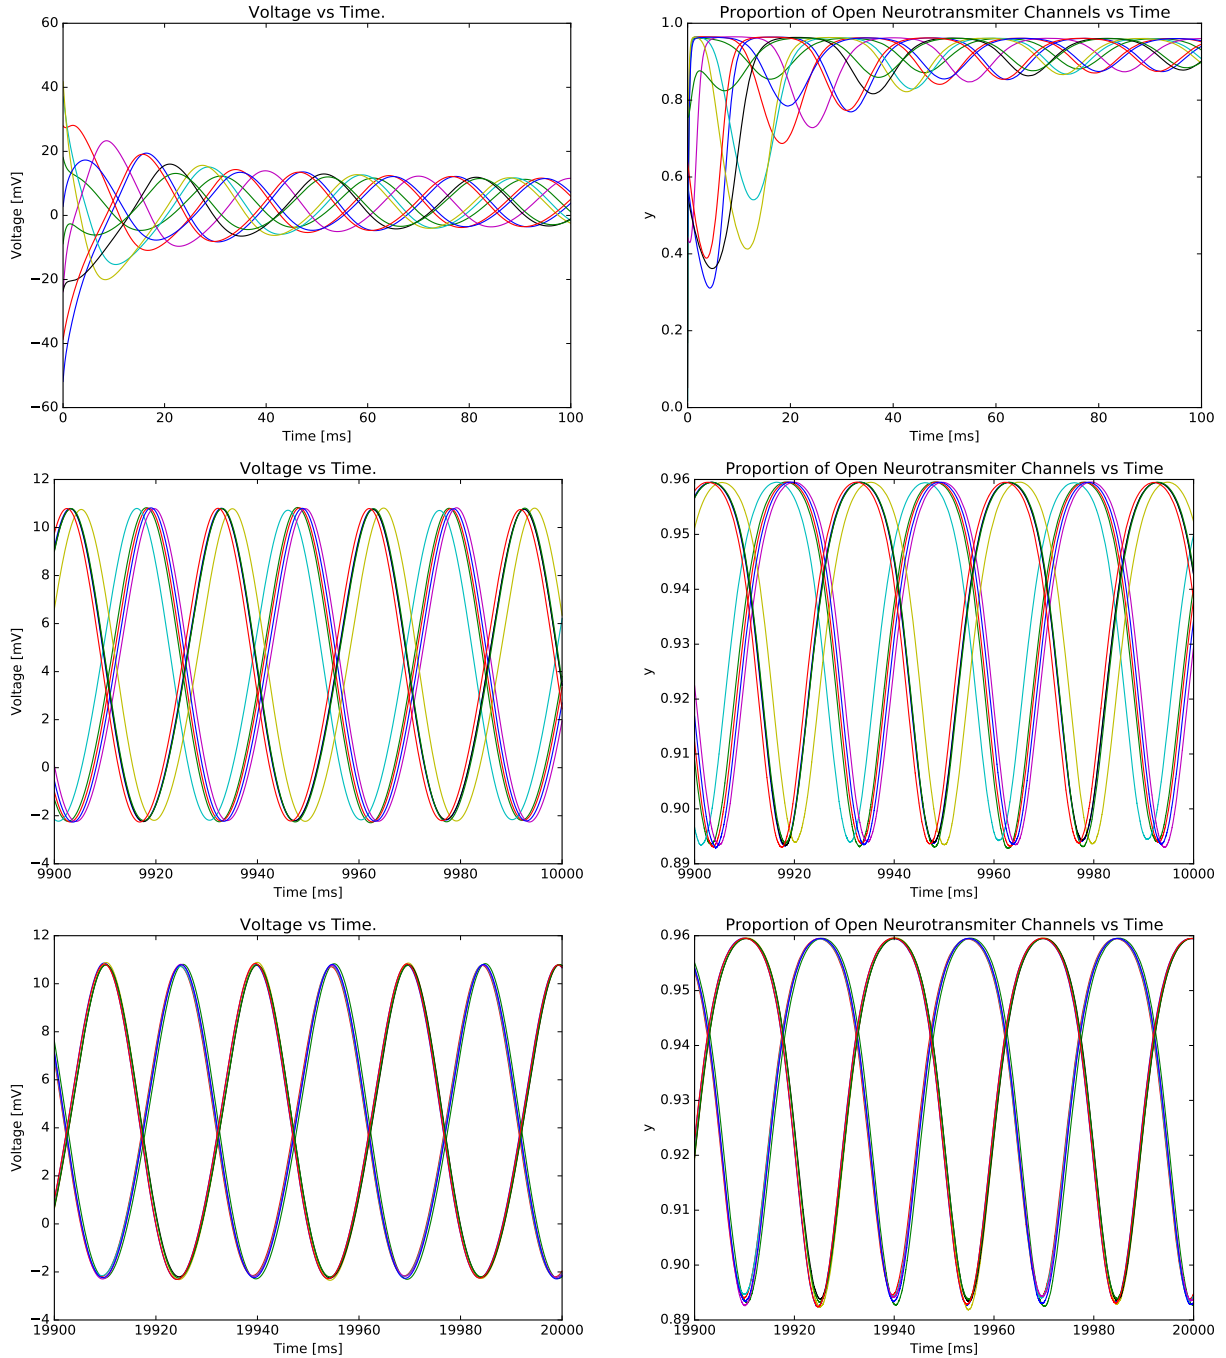 Voltage vs Time.
60
40
20
0
−20
−40
−60
Voltage [mV]
0 20 40 60 80 100
Time [ms]
Proportion of Open Neurotransmiter Channels vs Time
1.0
0.8
0.6
0.4
0.2
0.0
y
0 20 40 60 80 100
Time [ms]
Voltage vs Time.
12
10
8
6
4
2
0
−2
−4
Voltage [mV]
9900 9920 9940 9960 9980 10000
Time [ms]
Proportion of Open Neurotransmiter Channels vs Time
0.96
0.95
0.94
0.93
0.92
0.91
0.90
0.89
y
9900 9920 9940 9960 9980 10000
Time [ms]
Voltage vs Time.
12
10
8
6
4
2
0
−2
−4
Voltage [mV]
19900 19920 19940 19960 19980 20000
Time [ms]
Proportion of Open Neurotransmiter Channels vs Time
0.96
0.95
0.94
0.93
0.92
0.91
0.90
0.89
y
19900 19920 19940 19960 19980 20000
Time [ms]